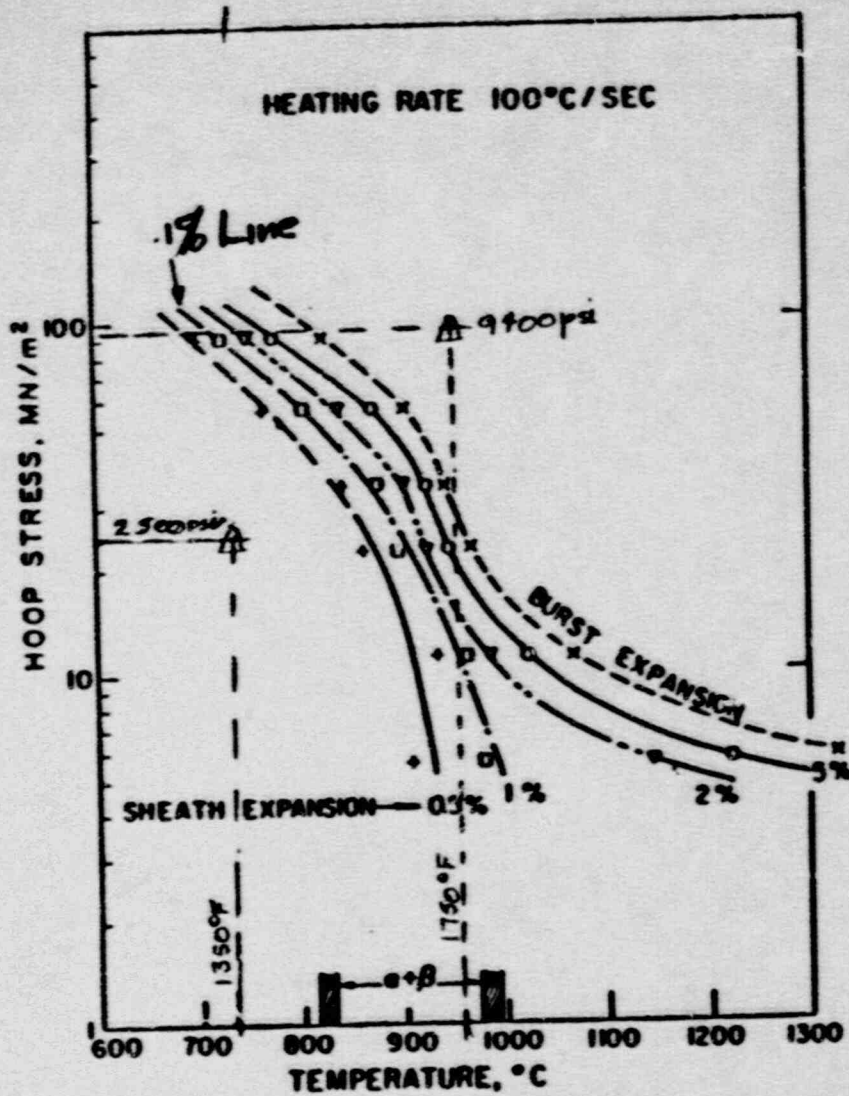 HEATING RATE 100°C/SEC
.1% Line
HOOP STRESS, MN/m²
100
10
1
9400psi
2500psi
BURST EXPANSION
5%
2%
1%
SHEATH EXPANSION 0.5%
1350°F
1750°F
α+β
600 700 800 900 1000 1100 1200 1300
TEMPERATURE, °C